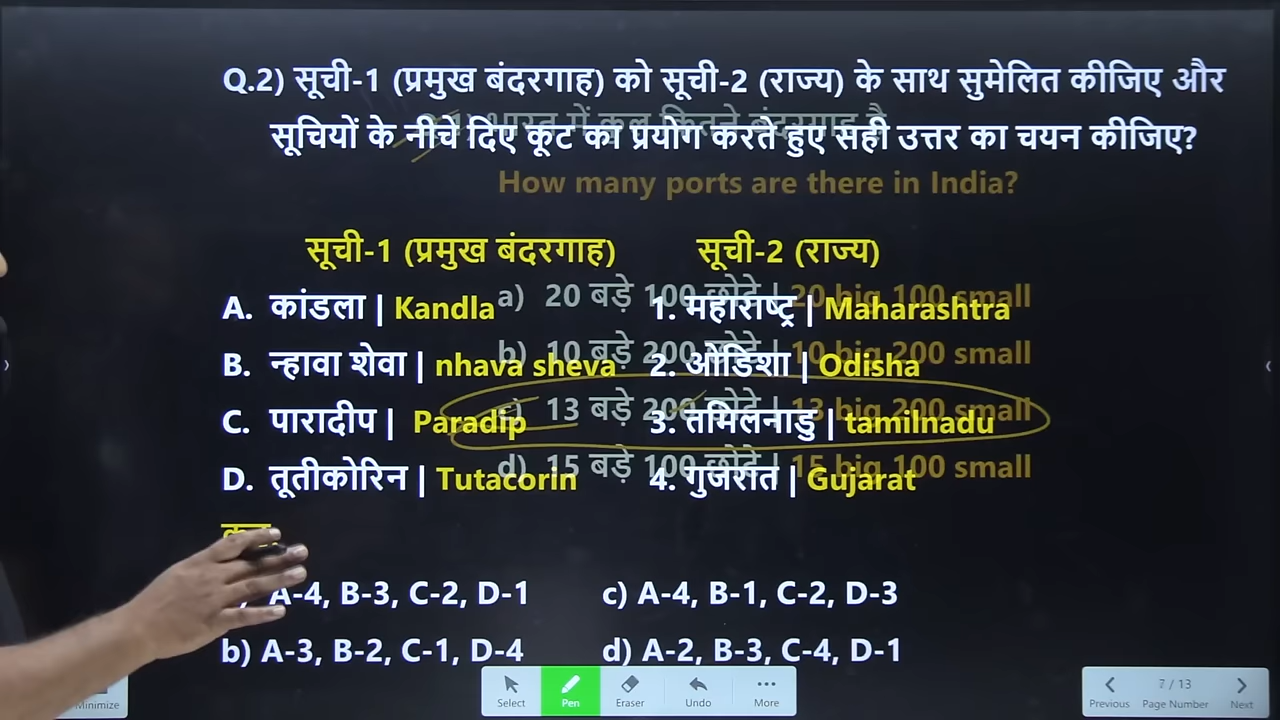 Q.2) सूची-1 (प्रमुख बंदरगाह) को सूची-2 (राज्य) के साथ सुमेलित कीजिए और
भारत में कुल कितने बंदरगाह है
सूचियों के नीचे दिए कूट का प्रयोग करते हुए सही उत्तर का चयन कीजिए?
How many ports are there in India?
सूची-1 (प्रमुख बंदरगाह) सूची-2 (राज्य)
a) 20 बड़े 100 छोटे | 20 big 100 small
A. कांडला | Kandla 1. महाराष्ट्र | Maharashtra
b) 10 बड़े 200 छोटे | 10 big 200 small
B. न्हावा शेवा | nhava sheva 2. ओडिशा | Odisha
13 बड़े 200 छोटे | 13 big 200 small
C. पारादीप | Paradip 3. तमिलनाडु | tamilnadu
d) 15 बड़े 100 छोटे | 15 big 100 small
D. तूतीकोरिन | Tutacorin 4. गुजरात | Gujarat
A-4, B-3, C-2, D-1 c) A-4, B-1, C-2, D-3
b) A-3, B-2, C-1, D-4 d) A-2, B-3, C-4, D-1
Minimize Select Pen Eraser Undo More Previous 7 / 13 Page Number Next